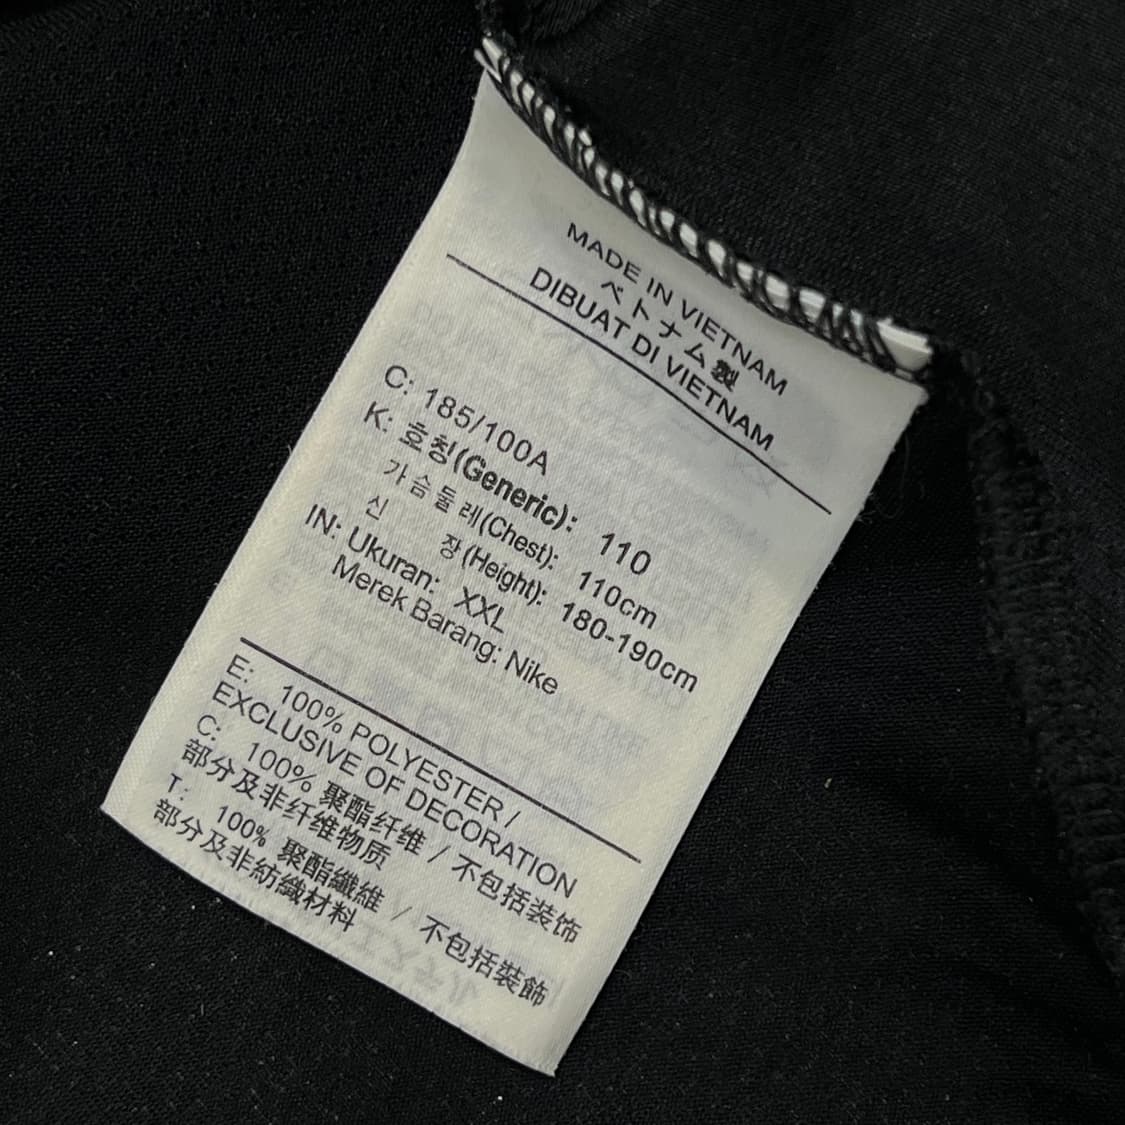 MADE IN VIETNAM
ベトナム製
DIBUAT DI VIETNAM
C: 185/100A
K: 호칭(Generic): 110
가슴둘레(Chest): 110cm
신 장(Height): 180-190cm
IN: Ukuran: XXL
Merek Barang: Nike
E: 100% POLYESTER /
EXCLUSIVE OF DECORATION
C: 100% 聚酯纤维 / 不包括装饰
部分及非纤维物质
T: 100% 聚酯纖維 / 不包括裝飾
部分及非紡織材料